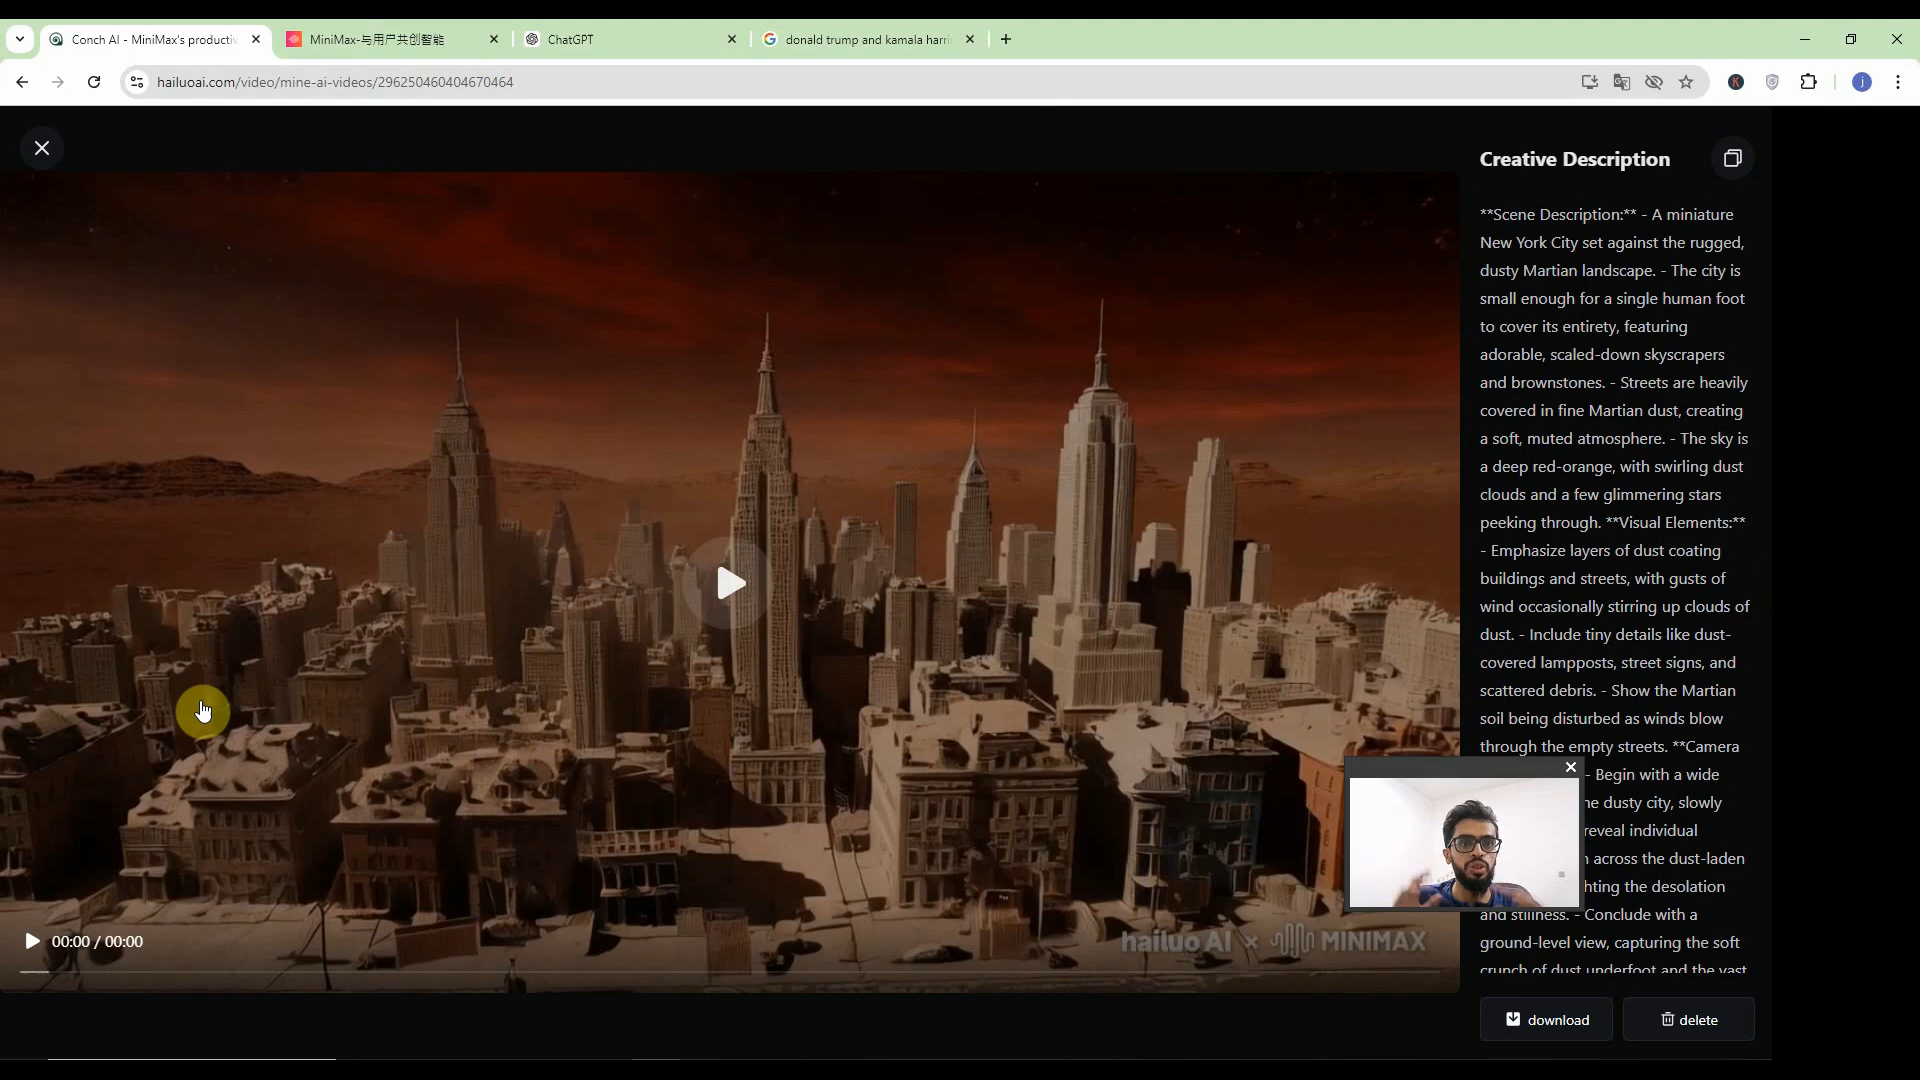 Conch AI - MiniMax's productiv
MiniMax-与用户共创智能
ChatGPT
donald trump and kamala harri
hailuoai.com/video/mine-ai-videos/296250460404670464
K
j
Creative Description
**Scene Description:** - A miniature
New York City set against the rugged,
dusty Martian landscape. - The city is
small enough for a single human foot
to cover its entirety, featuring
adorable, scaled-down skyscrapers
and brownstones. - Streets are heavily
covered in fine Martian dust, creating
a soft, muted atmosphere. - The sky is
a deep red-orange, with swirling dust
clouds and a few glimmering stars
peeking through. **Visual Elements:**
- Emphasize layers of dust coating
buildings and streets, with gusts of
wind occasionally stirring up clouds of
dust. - Include tiny details like dust-
covered lampposts, street signs, and
scattered debris. - Show the Martian
soil being disturbed as winds blow
through the empty streets. **Camera
- Begin with a wide
dusty city, slowly
reveal individual
across the dust-laden
the desolation
and stillness. - Conclude with a
ground-level view, capturing the soft
crunch of dust underfoot and the vast
00:00 / 00:00
hailuo AI × MINIMAX
download
delete